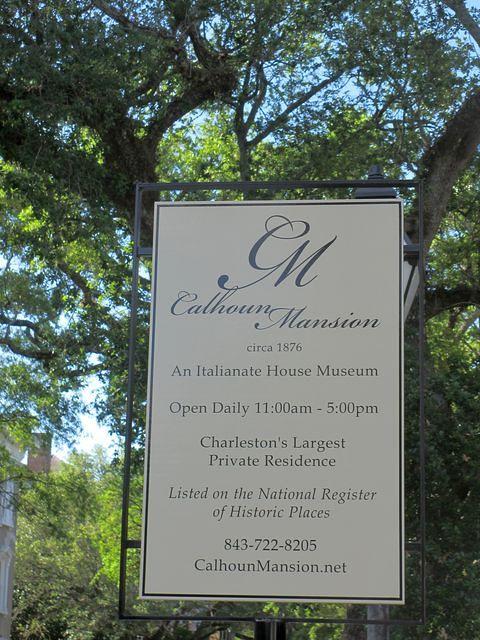 CM
Calhoun Mansion
circa 1876
An Italianate House Museum
Open Daily 11:00am - 5:00pm
Charleston's Largest
Private Residence
Listed on the National Register
of Historic Places
843-722-8205
CalhounMansion.net